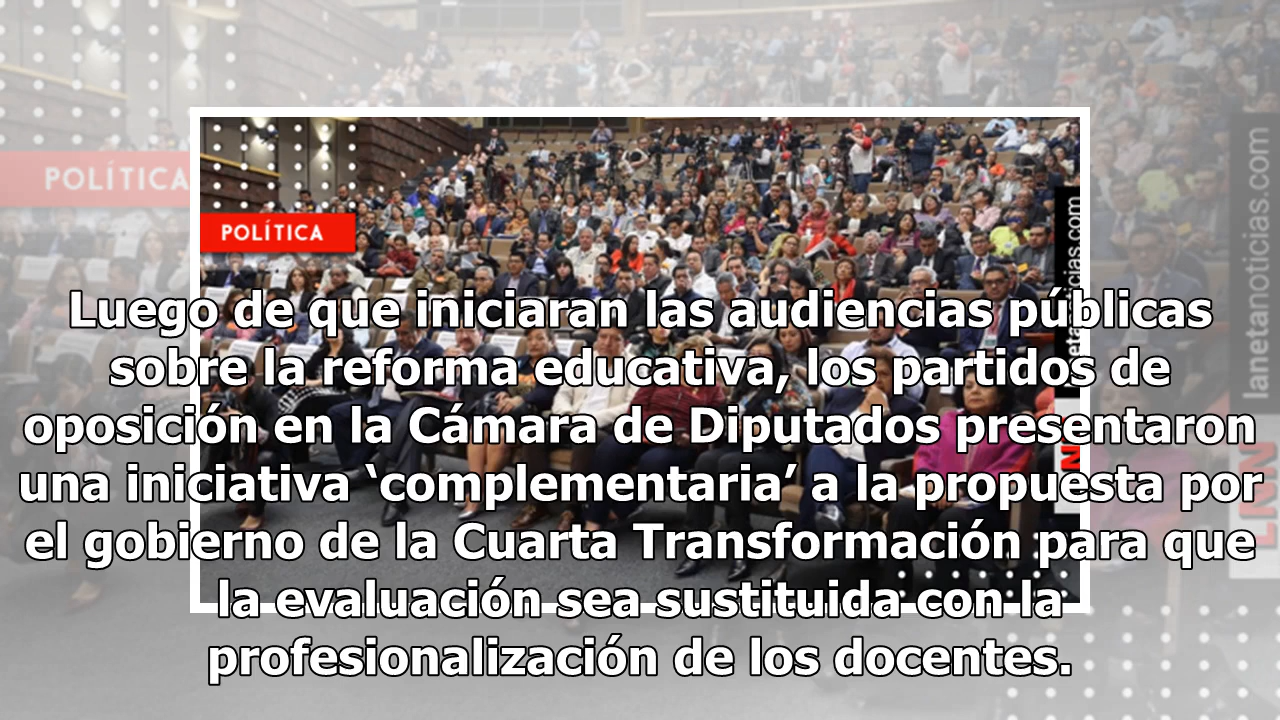 POLÍTICA
POLÍTICA
lanetanoticias.com
Luego de que iniciaran las audiencias públicas
sobre la reforma educativa, los partidos de
oposición en la Cámara de Diputados presentaron
una iniciativa ‘complementaria’ a la propuesta por
el gobierno de la Cuarta Transformación para que
la evaluación sea sustituida con la
profesionalización de los docentes.